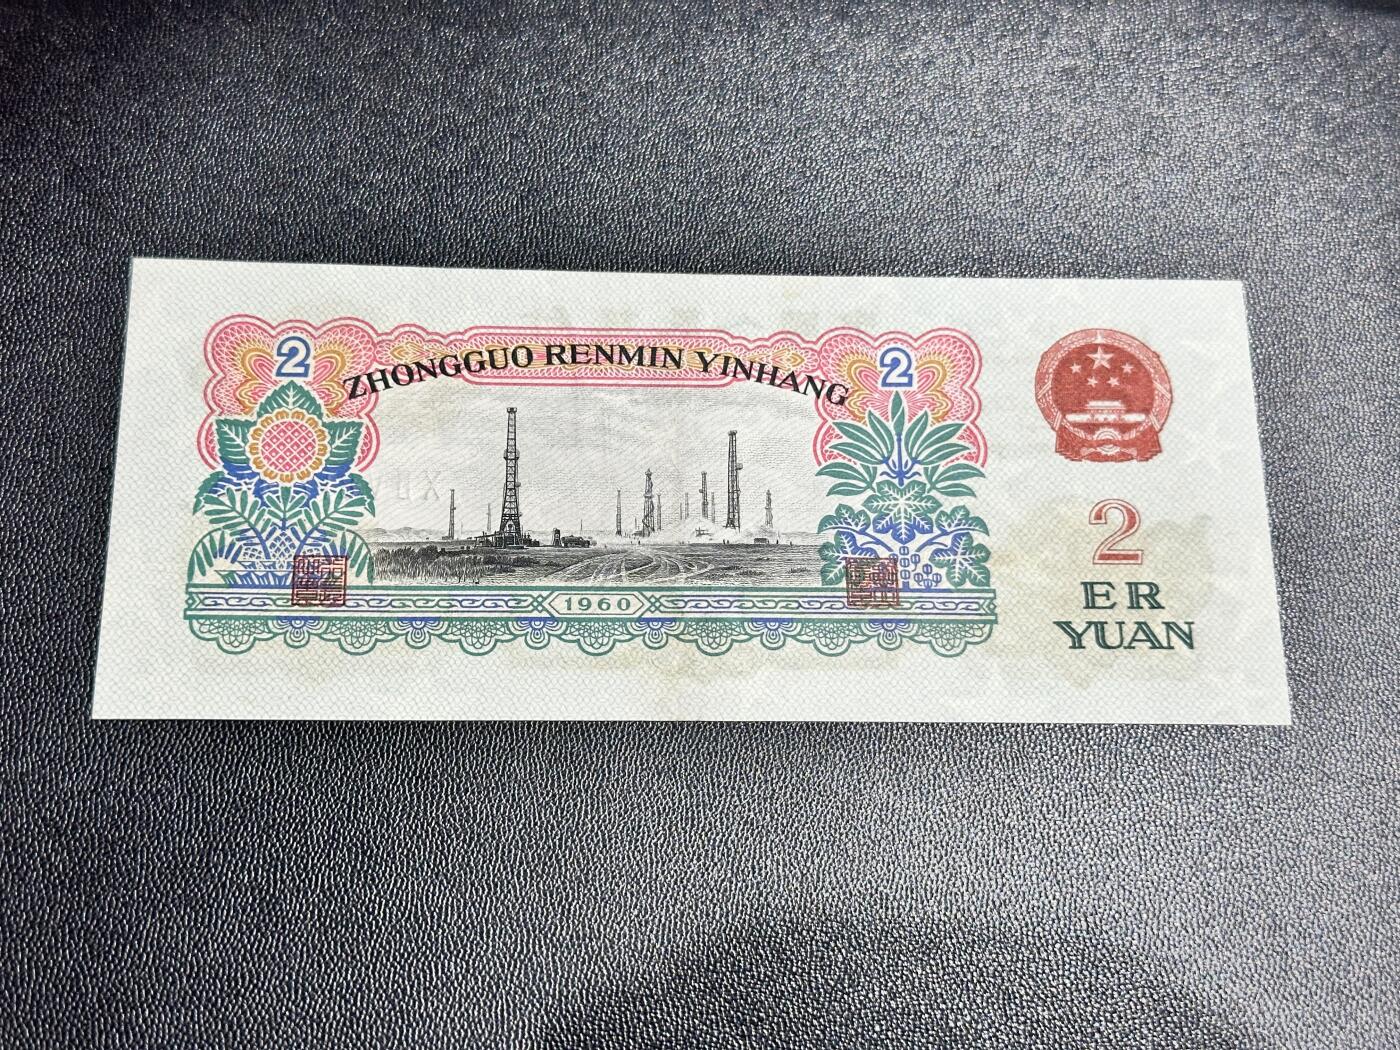 2
ZHONGGUO RENMIN YINHANG
2
1960
2
ER
YUAN